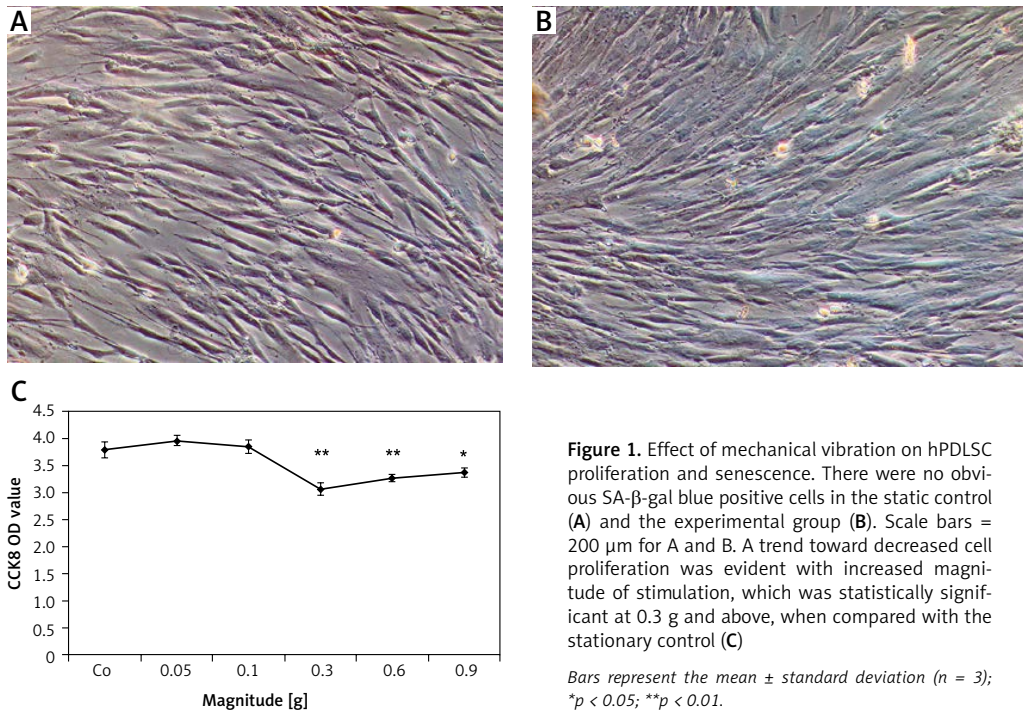 A
B
C
4.5
4.0
3.5
3.0
2.5
2.0
1.5
1.0
0.5
0
CCK8 OD value
**
**
*
Co 0.05 0.1 0.3 0.6 0.9
Magnitude [g]
Figure 1. Effect of mechanical vibration on hPDLSC
proliferation and senescence. There were no obvi-
ous SA-β-gal blue positive cells in the static control
(A) and the experimental group (B). Scale bars =
200 μm for A and B. A trend toward decreased cell
proliferation was evident with increased magni-
tude of stimulation, which was statistically signif-
icant at 0.3 g and above, when compared with the
stationary control (C)
Bars represent the mean ± standard deviation (n = 3);
*p < 0.05; **p < 0.01.